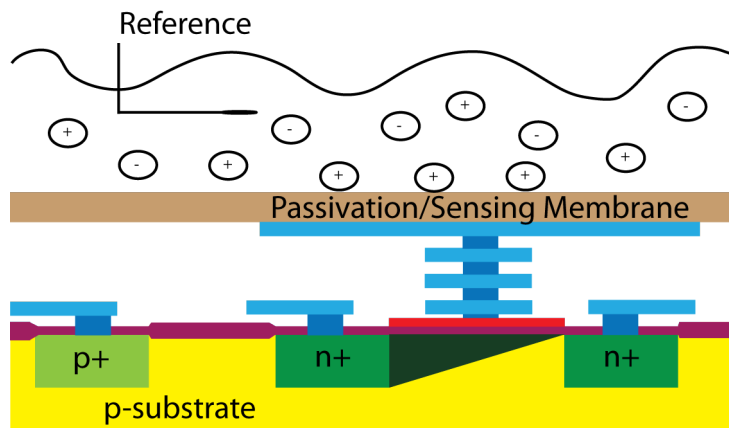 Reference
+
-
+
-
+
-
+
-
+
+
+
-
Passivation/Sensing Membrane
p+
n+
n+
p-substrate